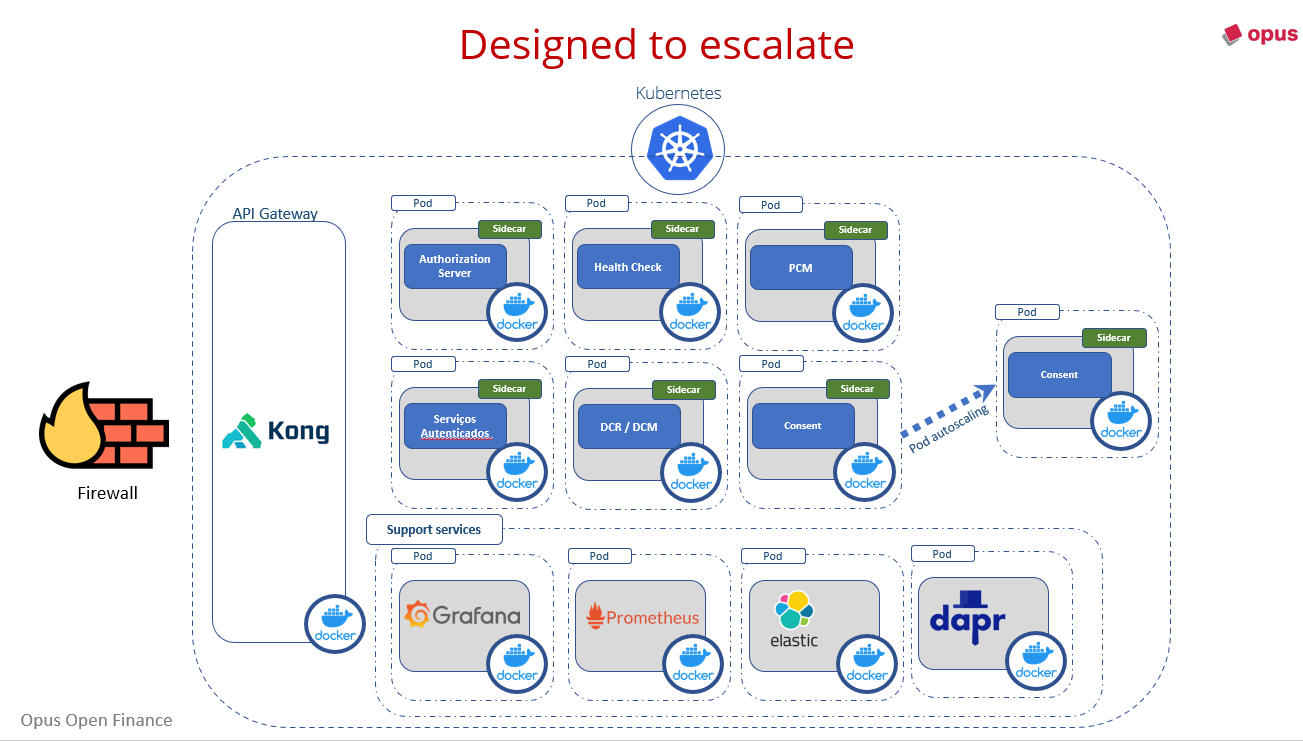 Designed to escalate
opus
Kubernetes
API Gateway
Kong
docker
Firewall
Pod
Sidecar
Authorization
Server
docker
Pod
Sidecar
Health Check
docker
Pod
Sidecar
PCM
docker
Pod
Sidecar
Serviços
Autenticados
docker
Pod
Sidecar
DCR / DCM
docker
Pod
Sidecar
Consent
docker
Pod autoscaling
Pod
Sidecar
Consent
docker
Support services
Pod
Grafana
docker
Pod
Prometheus
docker
Pod
elastic
docker
Pod
dapr
docker
Opus Open Finance